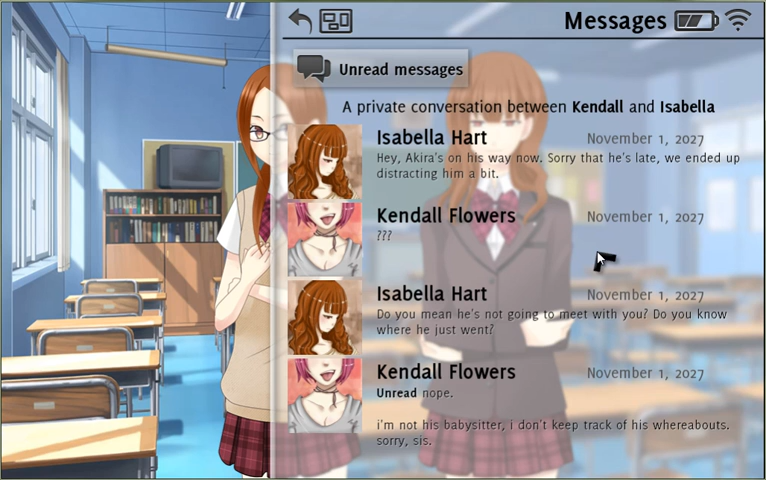 Messages
Unread messages
A private conversation between Kendall and Isabella
Isabella Hart November 1, 2027
Hey, Akira's on his way now. Sorry that he's late, we ended up
distracting him a bit.
Kendall Flowers November 1, 2027
???
Isabella Hart November 1, 2027
Do you mean he's not going to meet with you? Do you know
where he just went?
Kendall Flowers November 1, 2027
Unread nope.
i'm not his babysitter, i don't keep track of his whereabouts.
sorry, sis.